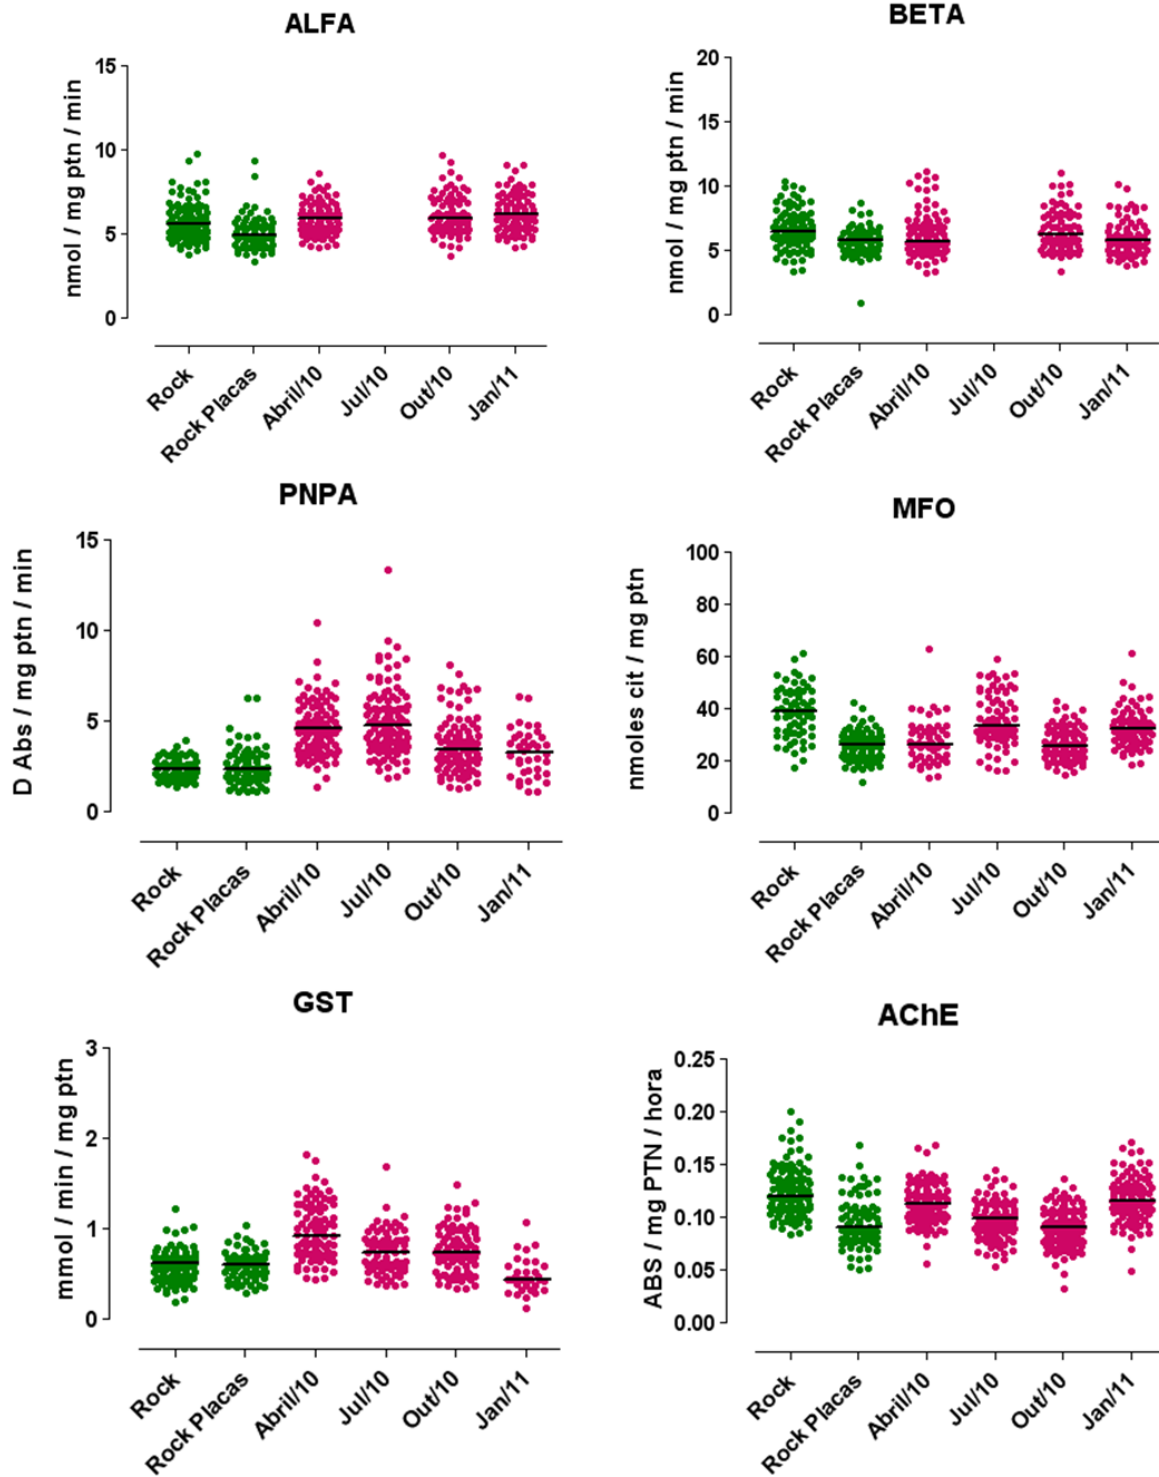 ALFA
nmol / mg ptn / min
15
10
5
0
Rock
Rock Placas
Abril/10
Jul/10
Out/10
Jan/11
BETA
nmol / mg ptn / min
20
15
10
5
0
Rock
Rock Placas
Abril/10
Jul/10
Out/10
Jan/11
PNPA
D Abs / mg ptn / min
15
10
5
0
Rock
Rock Placas
Abril/10
Jul/10
Out/10
Jan/11
MFO
nmoles cit / mg ptn
100
80
60
40
20
0
Rock
Rock Placas
Abril/10
Jul/10
Out/10
Jan/11
GST
mmol / min / mg ptn
3
2
1
0
Rock
Rock Placas
Abril/10
Jul/10
Out/10
Jan/11
AChE
ABS / mg PTN / hora
0.25
0.20
0.15
0.10
0.05
0.00
Rock
Rock Placas
Abril/10
Jul/10
Out/10
Jan/11